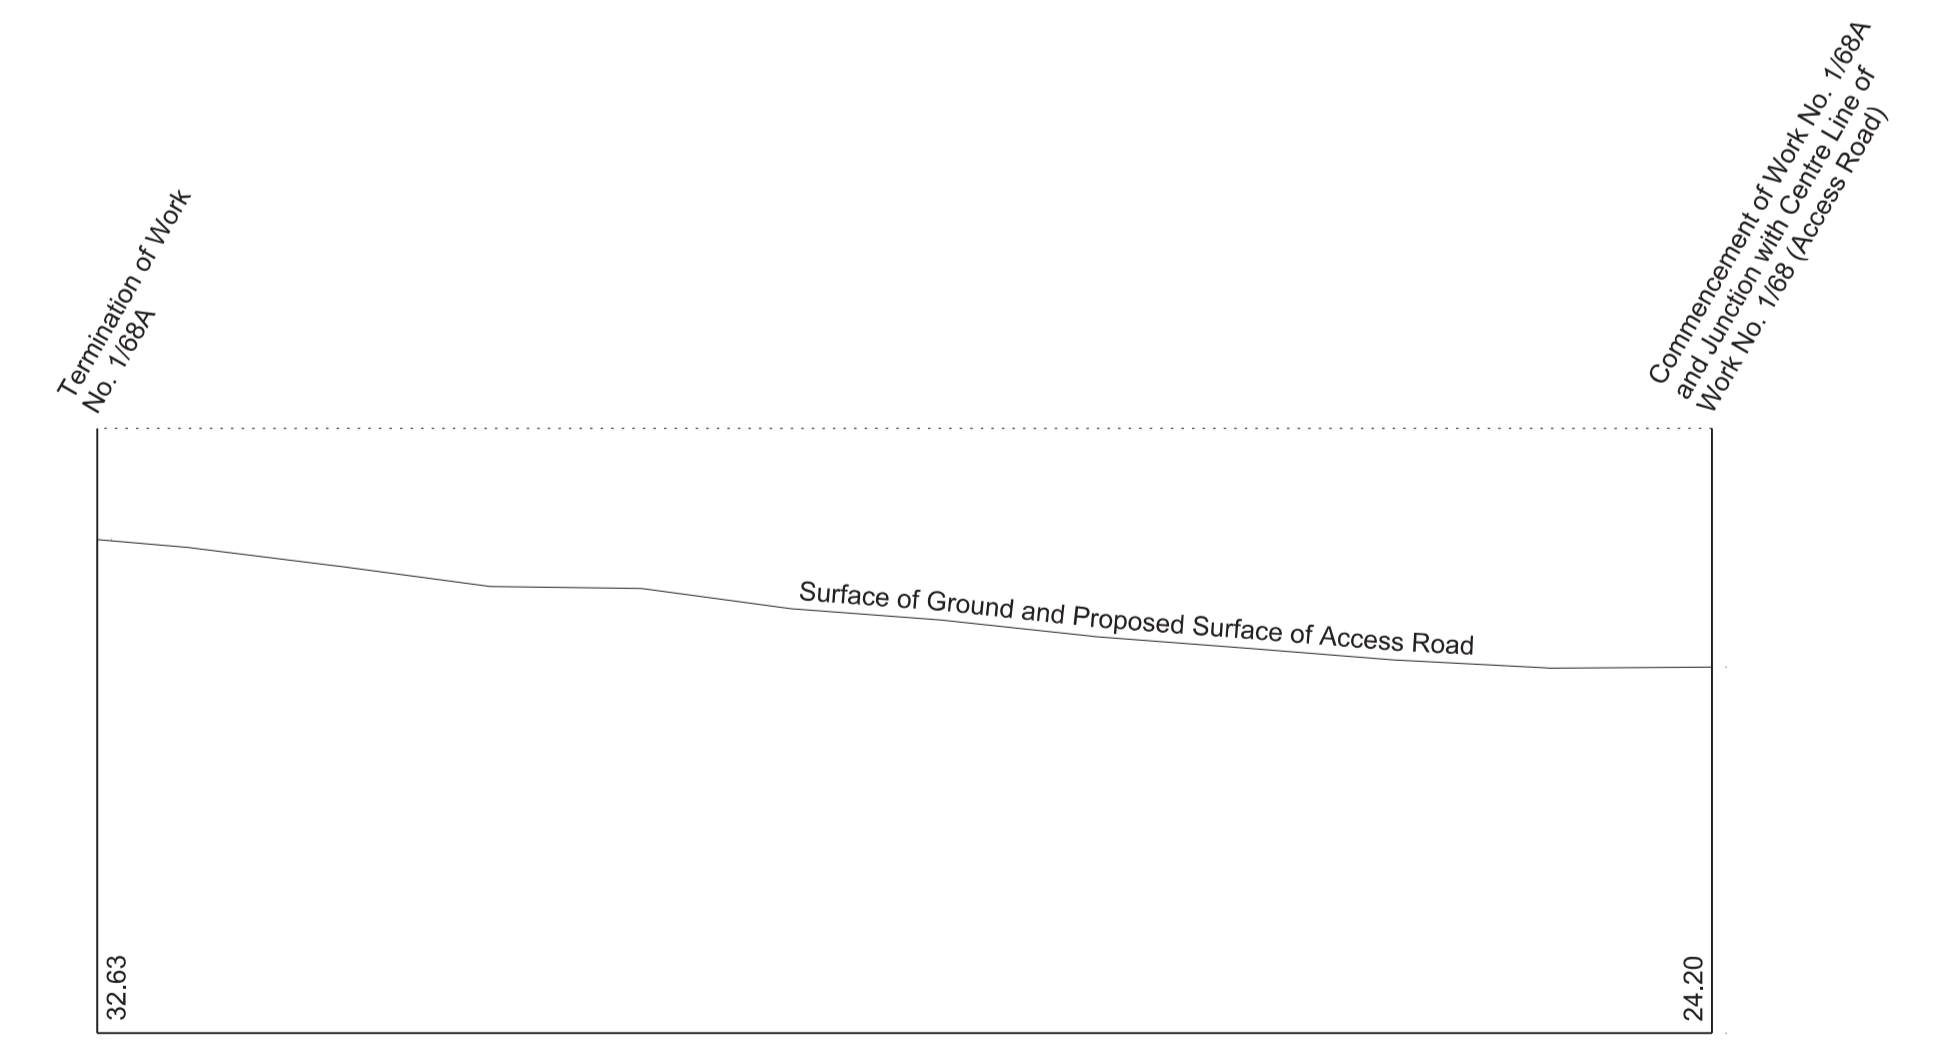 Termination of Work
No. 1/68A
Commencement of Work No. 1/68A
and Junction with Centre Line of
Work No. 1/68 (Access Road)
Surface of Ground and Proposed Surface of Access Road
32.63
24.20